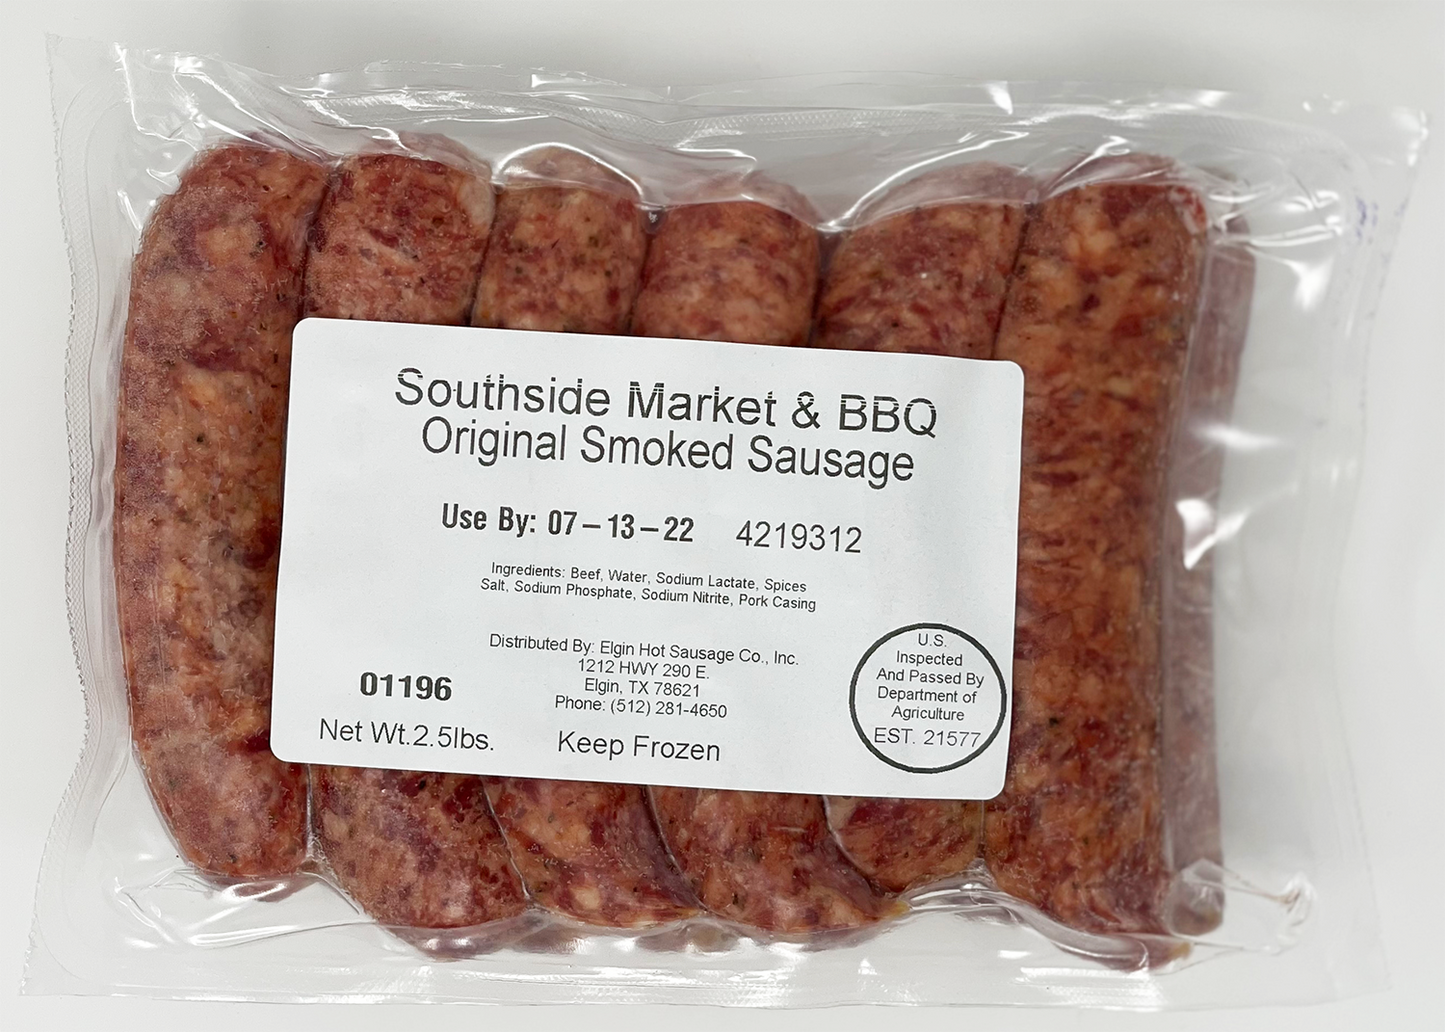 Southside Market & BBQ
Original Smoked Sausage
Use By: 07-13-22 4219312
Ingredients: Beef, Water, Sodium Lactate, Spices
Salt, Sodium Phosphate, Sodium Nitrite, Pork Casing
Distributed By: Elgin Hot Sausage Co., Inc.
1212 HWY 290 E.
Elgin, TX 78621
Phone: (512) 281-4650
01196
Net Wt.2.5lbs.
Keep Frozen
U.S.
Inspected
And Passed By
Department of
Agriculture
EST. 21577